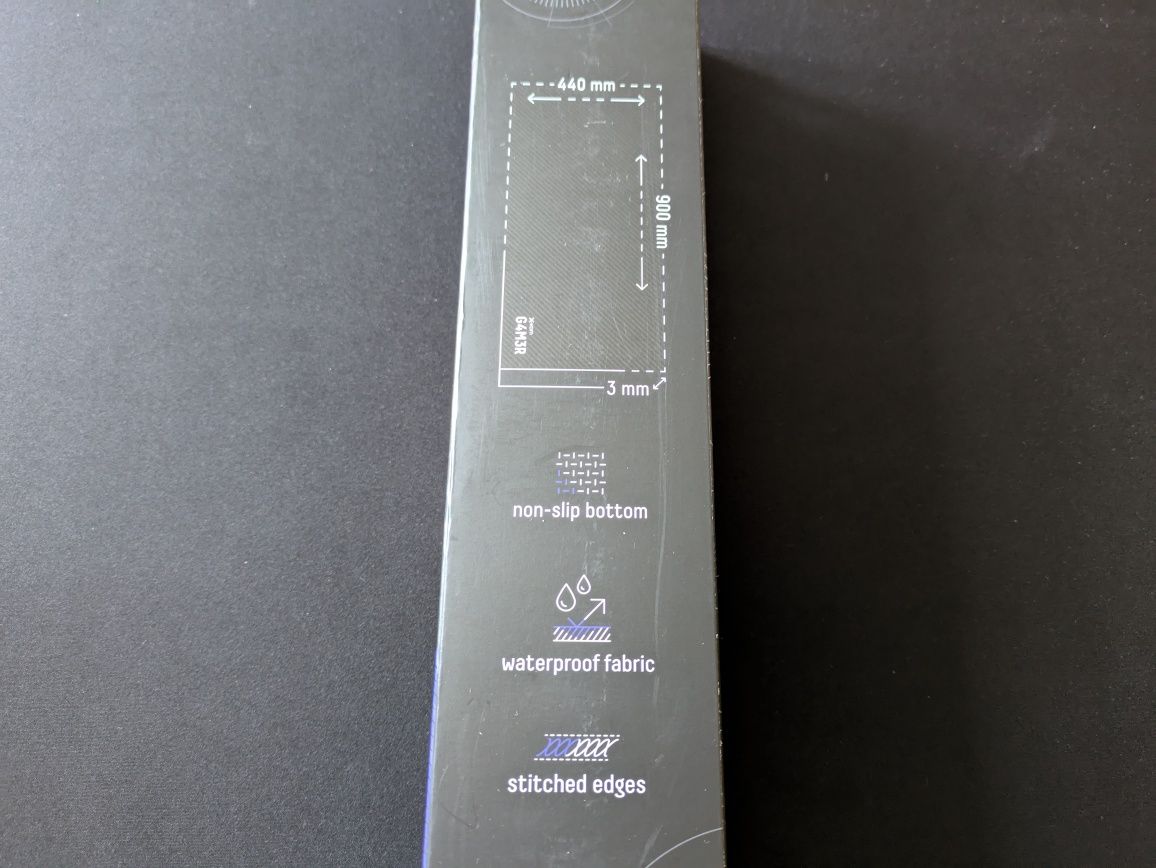 440 mm
900 mm
G4M3R
3 mm
non-slip bottom
waterproof fabric
stitched edges